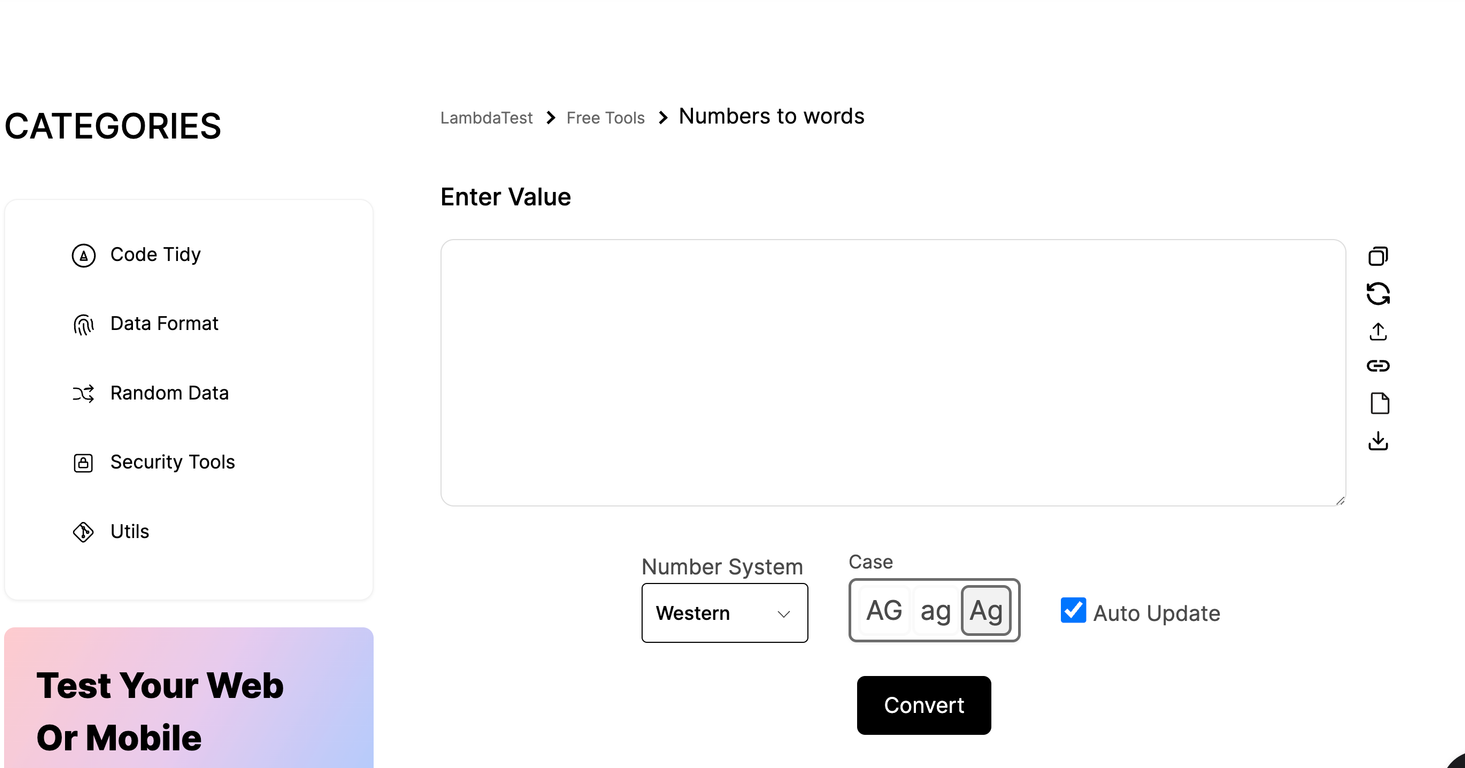 CATEGORIES
Code Tidy
Data Format
Random Data
Security Tools
Utils
Test Your Web
Or Mobile
LambdaTest Free Tools Numbers to words
Enter Value
Number System
Western
Case
AG ag Ag
Auto Update
Convert